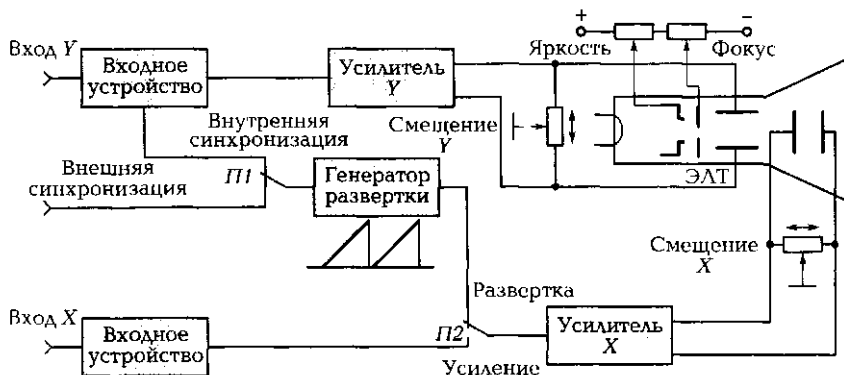 + −
Яркость Фокус
Вход Y
Входное
устройство
Усилитель
Y
Внутренняя
синхронизация
Смещение
Y
ЭЛТ
Внешняя
синхронизация
П1
Генератор
развертки
Смещение
X
Развертка
Вход X
Входное
устройство
П2
Усиление
Усилитель
X